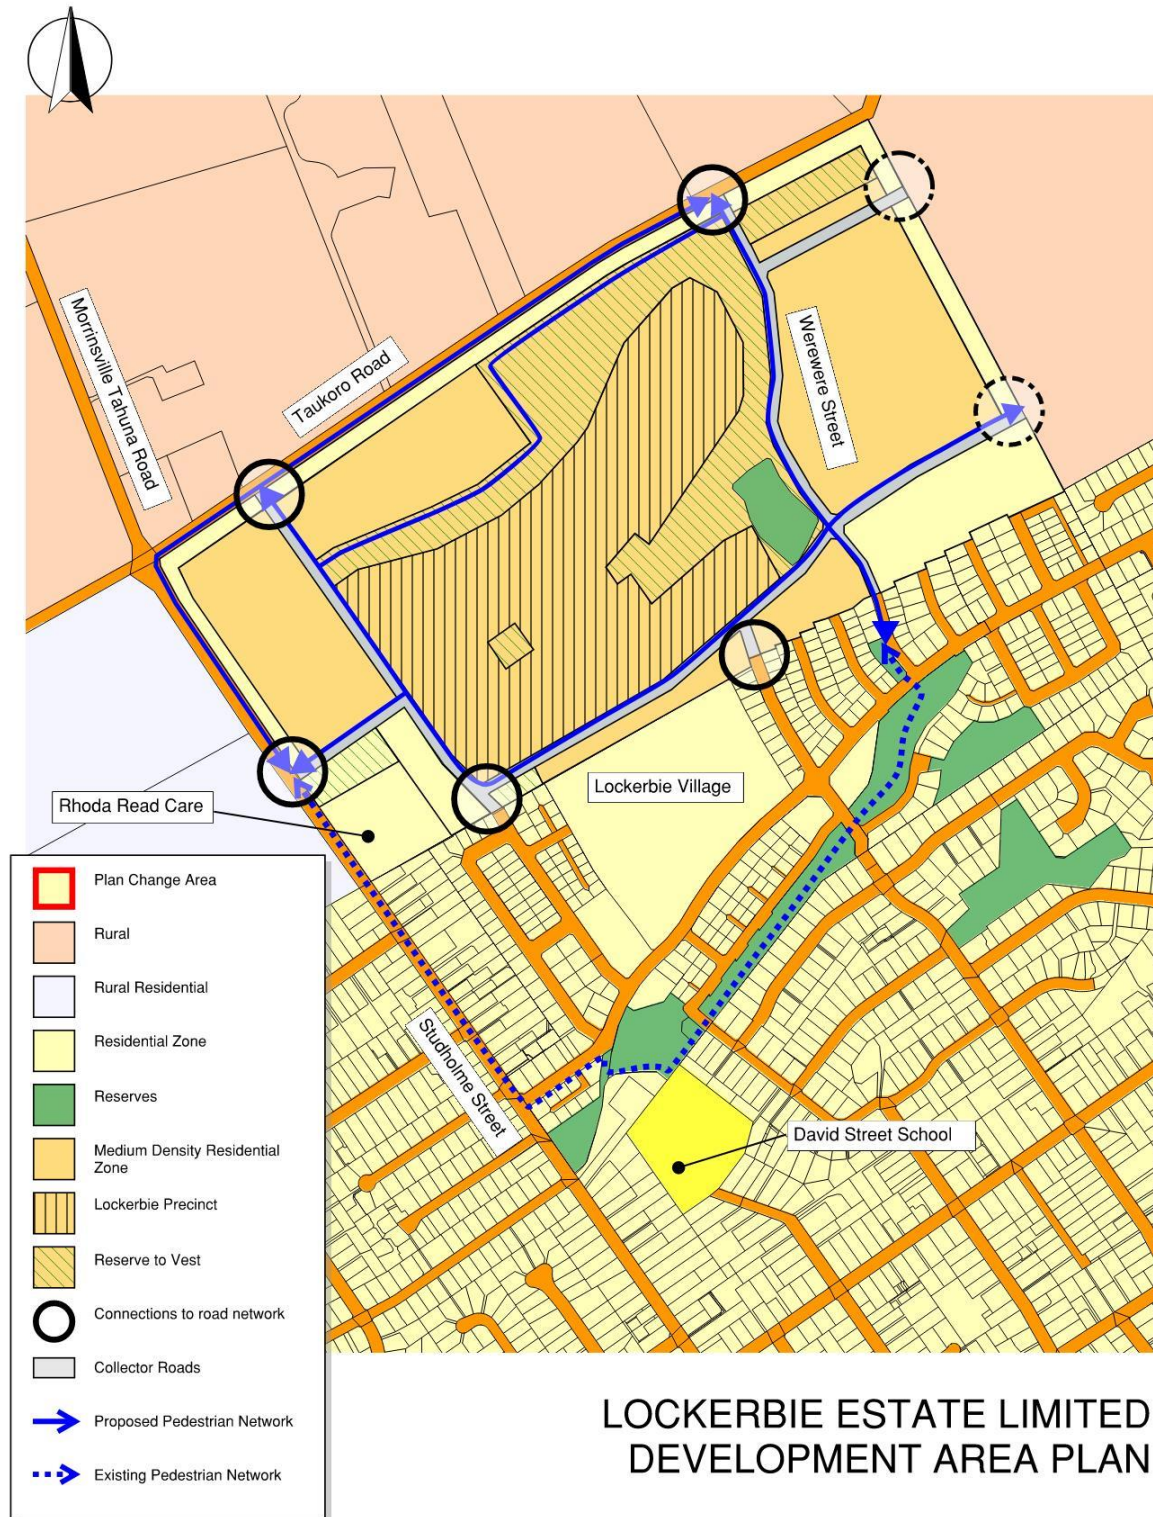 Taukoro Road
Morrinsville Tahuna Road
Werewere Street
Lockerbie Village
Rhoda Read Care
Studholme Street
David Street School
Plan Change Area
Rural
Rural Residential
Residential Zone
Reserves
Medium Density Residential
Zone
Lockerbie Precinct
Reserve to Vest
Connections to road network
Collector Roads
Proposed Pedestrian Network
Existing Pedestrian Network
LOCKERBIE ESTATE LIMITED
DEVELOPMENT AREA PLAN